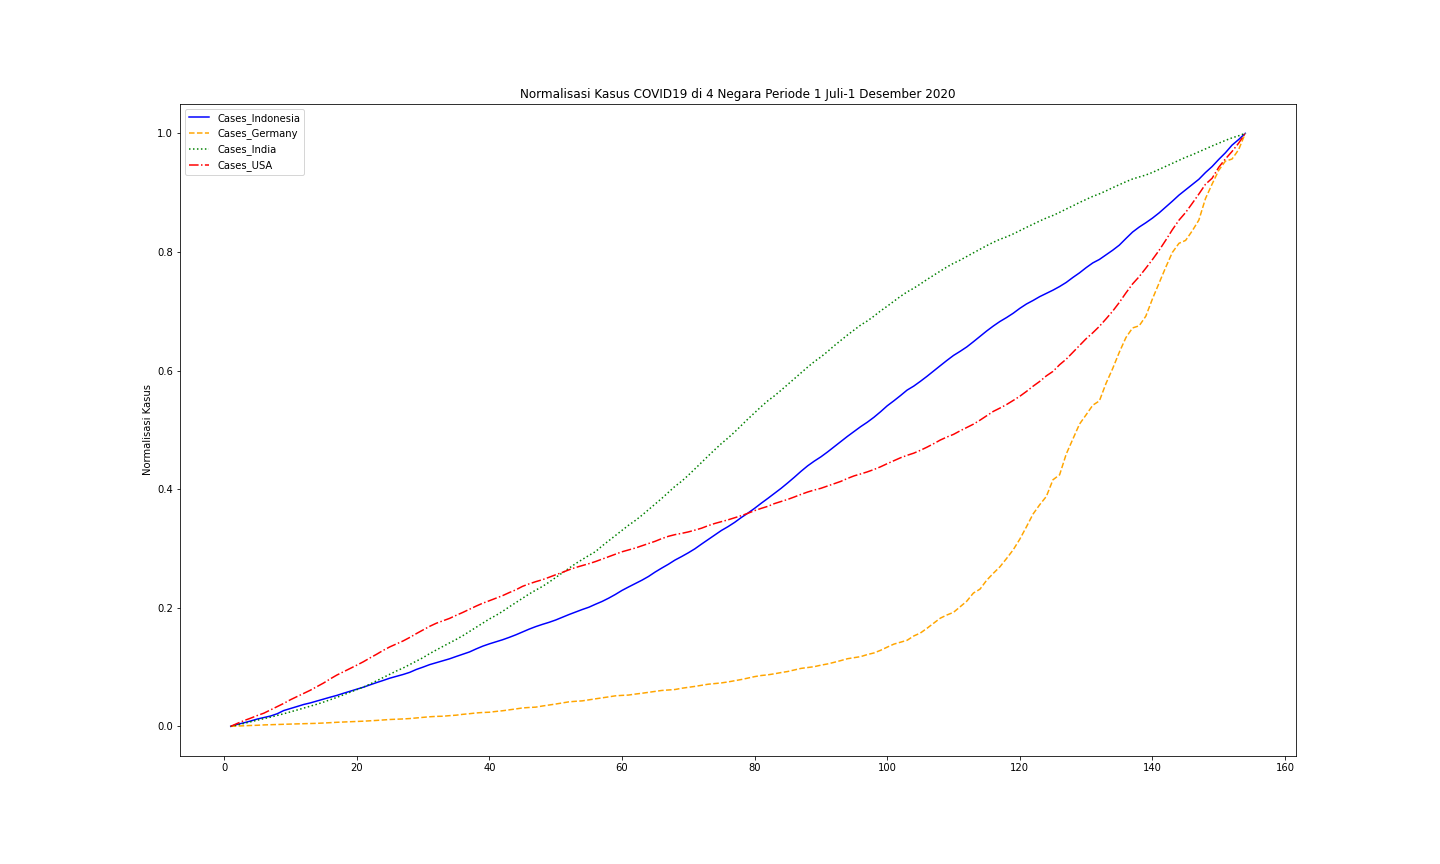 Normalisasi Kasus COVID19 di 4 Negara Periode 1 Juli-1 Desember 2020
Cases_Indonesia
Cases_Germany
Cases_India
Cases_USA
Normalisasi Kasus
1.0
0.8
0.6
0.4
0.2
0.0
0 20 40 60 80 100 120 140 160